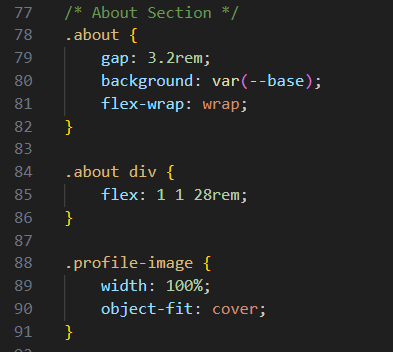 77 /* About Section */
78 .about {
79     gap: 3.2rem;
80     background: var(--base);
81     flex-wrap: wrap;
82 }
83
84 .about div {
85     flex: 1 1 28rem;
86 }
87
88 .profile-image {
89     width: 100%;
90     object-fit: cover;
91 }